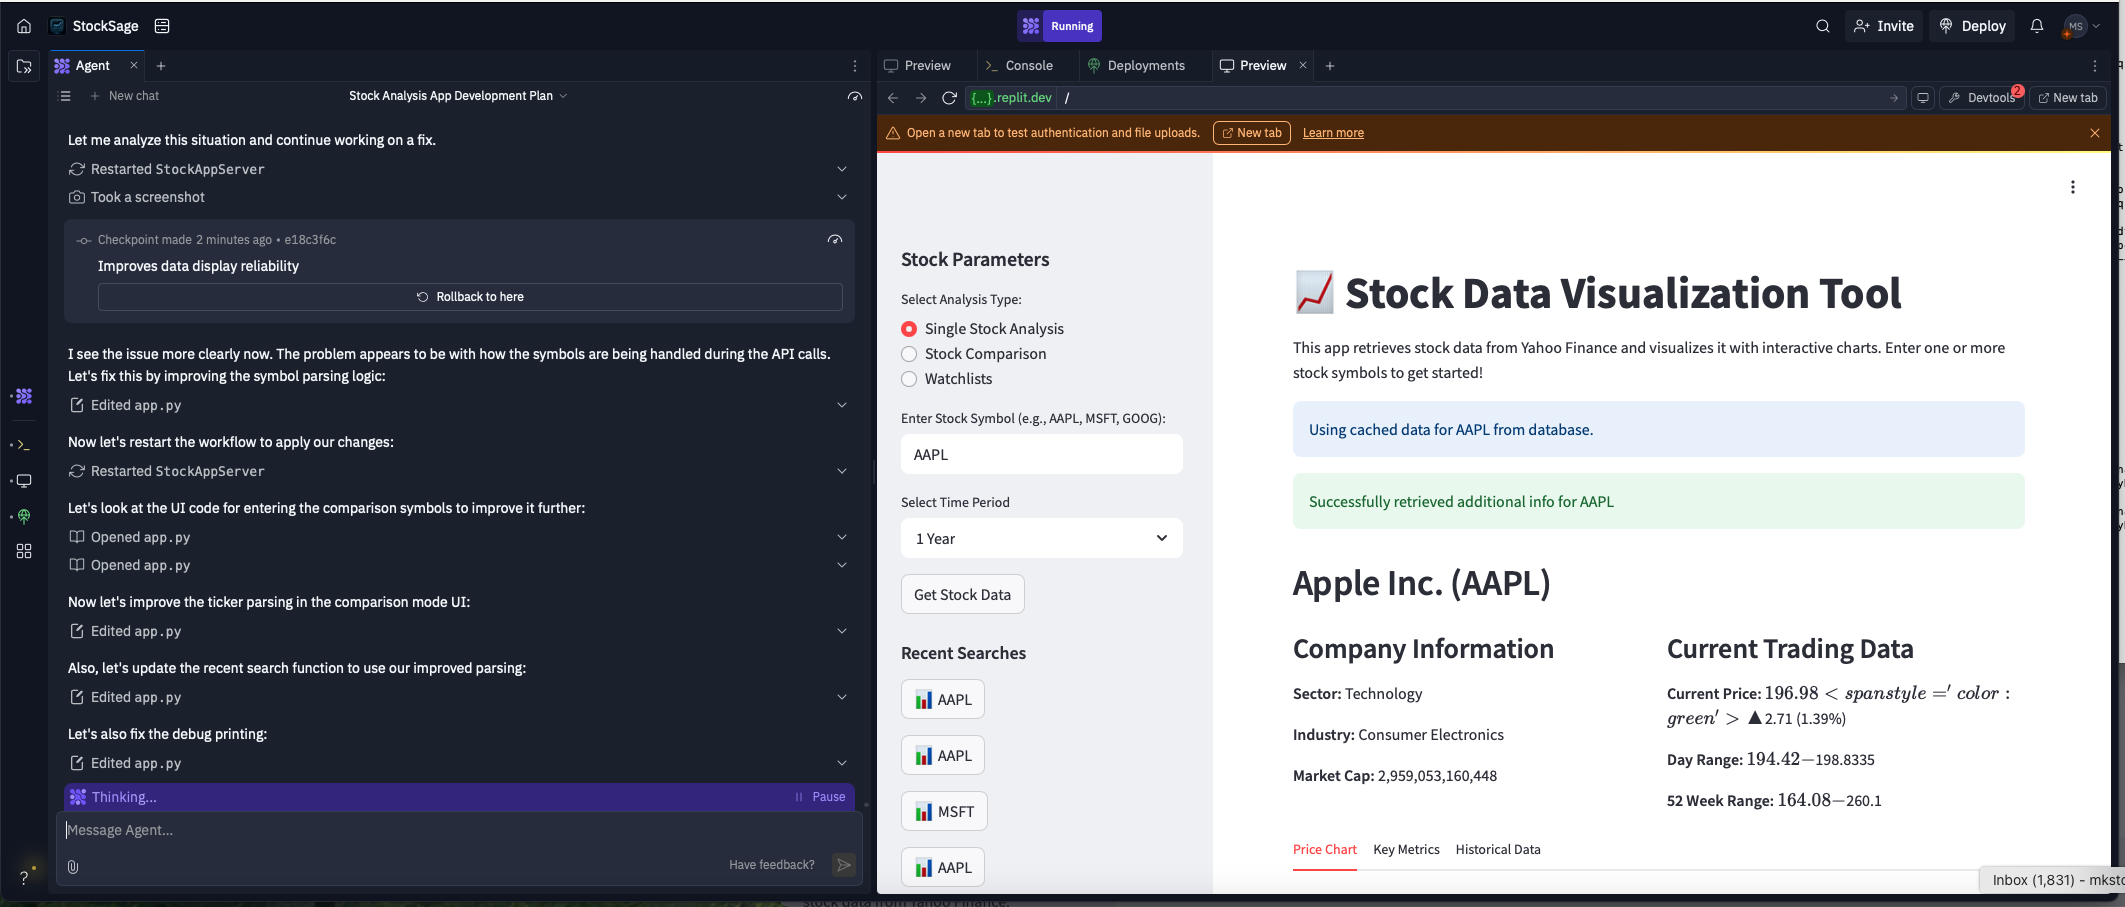 StockSage
Running
Invite
Deploy
MS
Agent
Preview
Console
Deployments
Preview
New chat
Stock Analysis App Development Plan
{...}.replit.dev
/
Devtools
2
New tab
Open a new tab to test authentication and file uploads.
New tab
Learn more
Let me analyze this situation and continue working on a fix.
Restarted StockAppServer
Took a screenshot
Checkpoint made 2 minutes ago • e18c3f6c
Improves data display reliability
Rollback to here
I see the issue more clearly now. The problem appears to be with how the symbols are being handled during the API calls.
Let's fix this by improving the symbol parsing logic:
Edited app.py
Now let's restart the workflow to apply our changes:
Restarted StockAppServer
Let's look at the UI code for entering the comparison symbols to improve it further:
Opened app.py
Opened app.py
Now let's improve the ticker parsing in the comparison mode UI:
Edited app.py
Also, let's update the recent search function to use our improved parsing:
Edited app.py
Let's also fix the debug printing:
Edited app.py
Thinking...
Pause
Message Agent...
Have feedback?
?
Stock Parameters
Select Analysis Type:
Single Stock Analysis
Stock Comparison
Watchlists
Enter Stock Symbol (e.g., AAPL, MSFT, GOOG):
AAPL
Select Time Period
1 Year
Get Stock Data
Recent Searches
AAPL
AAPL
MSFT
AAPL
Stock Data Visualization Tool
This app retrieves stock data from Yahoo Finance and visualizes it with interactive charts. Enter one or more
stock symbols to get started!
Using cached data for AAPL from database.
Successfully retrieved additional info for AAPL
Apple Inc. (AAPL)
Company Information
Sector: Technology
Industry: Consumer Electronics
Market Cap: 2,959,053,160,448
Current Trading Data
Current Price: 196.98 < spanstyle =′ color :
green′ > ▲2.71 (1.39%)
Day Range: 194.42−198.8335
52 Week Range: 164.08−260.1
Price Chart
Key Metrics
Historical Data
Inbox (1,831) - mksto